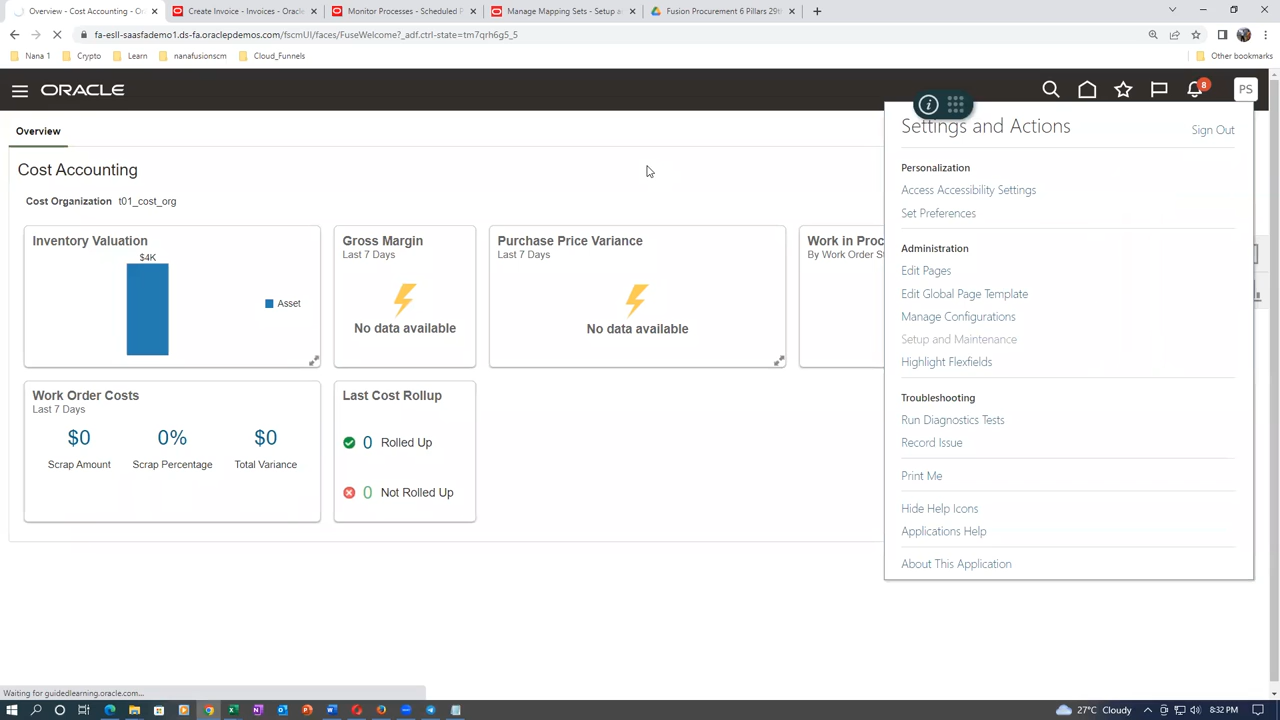 Overview - Cost Accounting - Or
Create Invoice - Invoices - Oracle
Monitor Processes - Scheduled P
Manage Mapping Sets - Setup a
Fusion Procurement 6 Pillars 29t
fa-esll-saasfademo1.ds-fa.oraclepdemos.com/fscmUI/faces/FuseWelcome?_adf.ctrl-state=tm7qrh6g5_5
Nana 1
Crypto
Learn
nanafusionscm
Cloud_Funnels
Other bookmarks
ORACLE
8
PS
Overview
Settings and Actions
Sign Out
Cost Accounting
Cost Organization t01_cost_org
Inventory Valuation
$4K
Asset
Gross Margin
Last 7 Days
No data available
Purchase Price Variance
Last 7 Days
No data available
Work in Proc
By Work Order S
Work Order Costs
Last 7 Days
$0 0% $0
Scrap Amount Scrap Percentage Total Variance
Last Cost Rollup
0 Rolled Up
0 Not Rolled Up
Personalization
Access Accessibility Settings
Set Preferences
Administration
Edit Pages
Edit Global Page Template
Manage Configurations
Setup and Maintenance
Highlight Flexfields
Troubleshooting
Run Diagnostics Tests
Record Issue
Print Me
Hide Help Icons
Applications Help
About This Application
Waiting for guidedlearning.oracle.com...
27°C Cloudy
8:32 PM